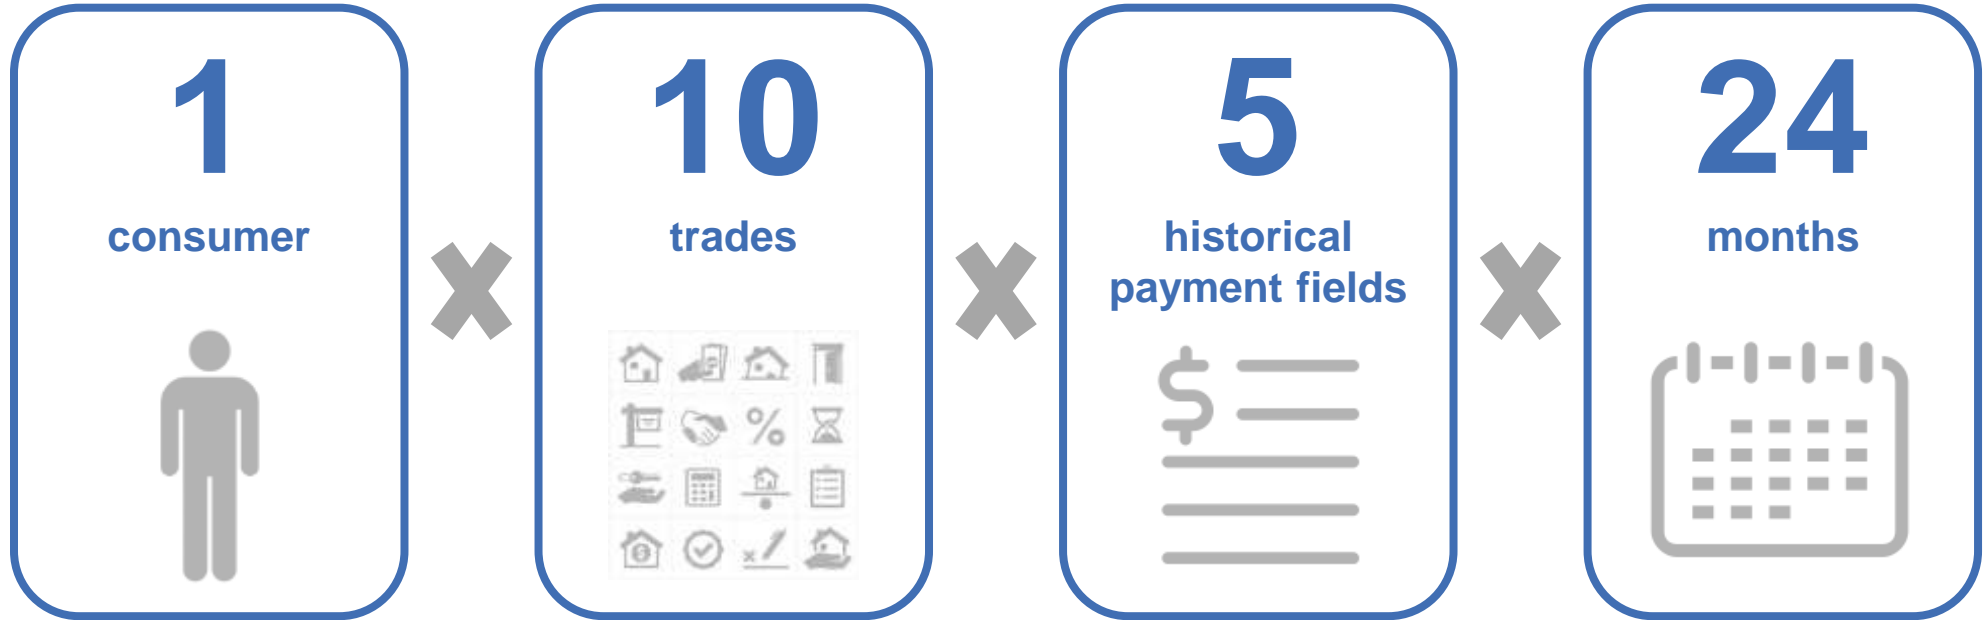 1
consumer
10
trades
5
historical
payment fields
24
months